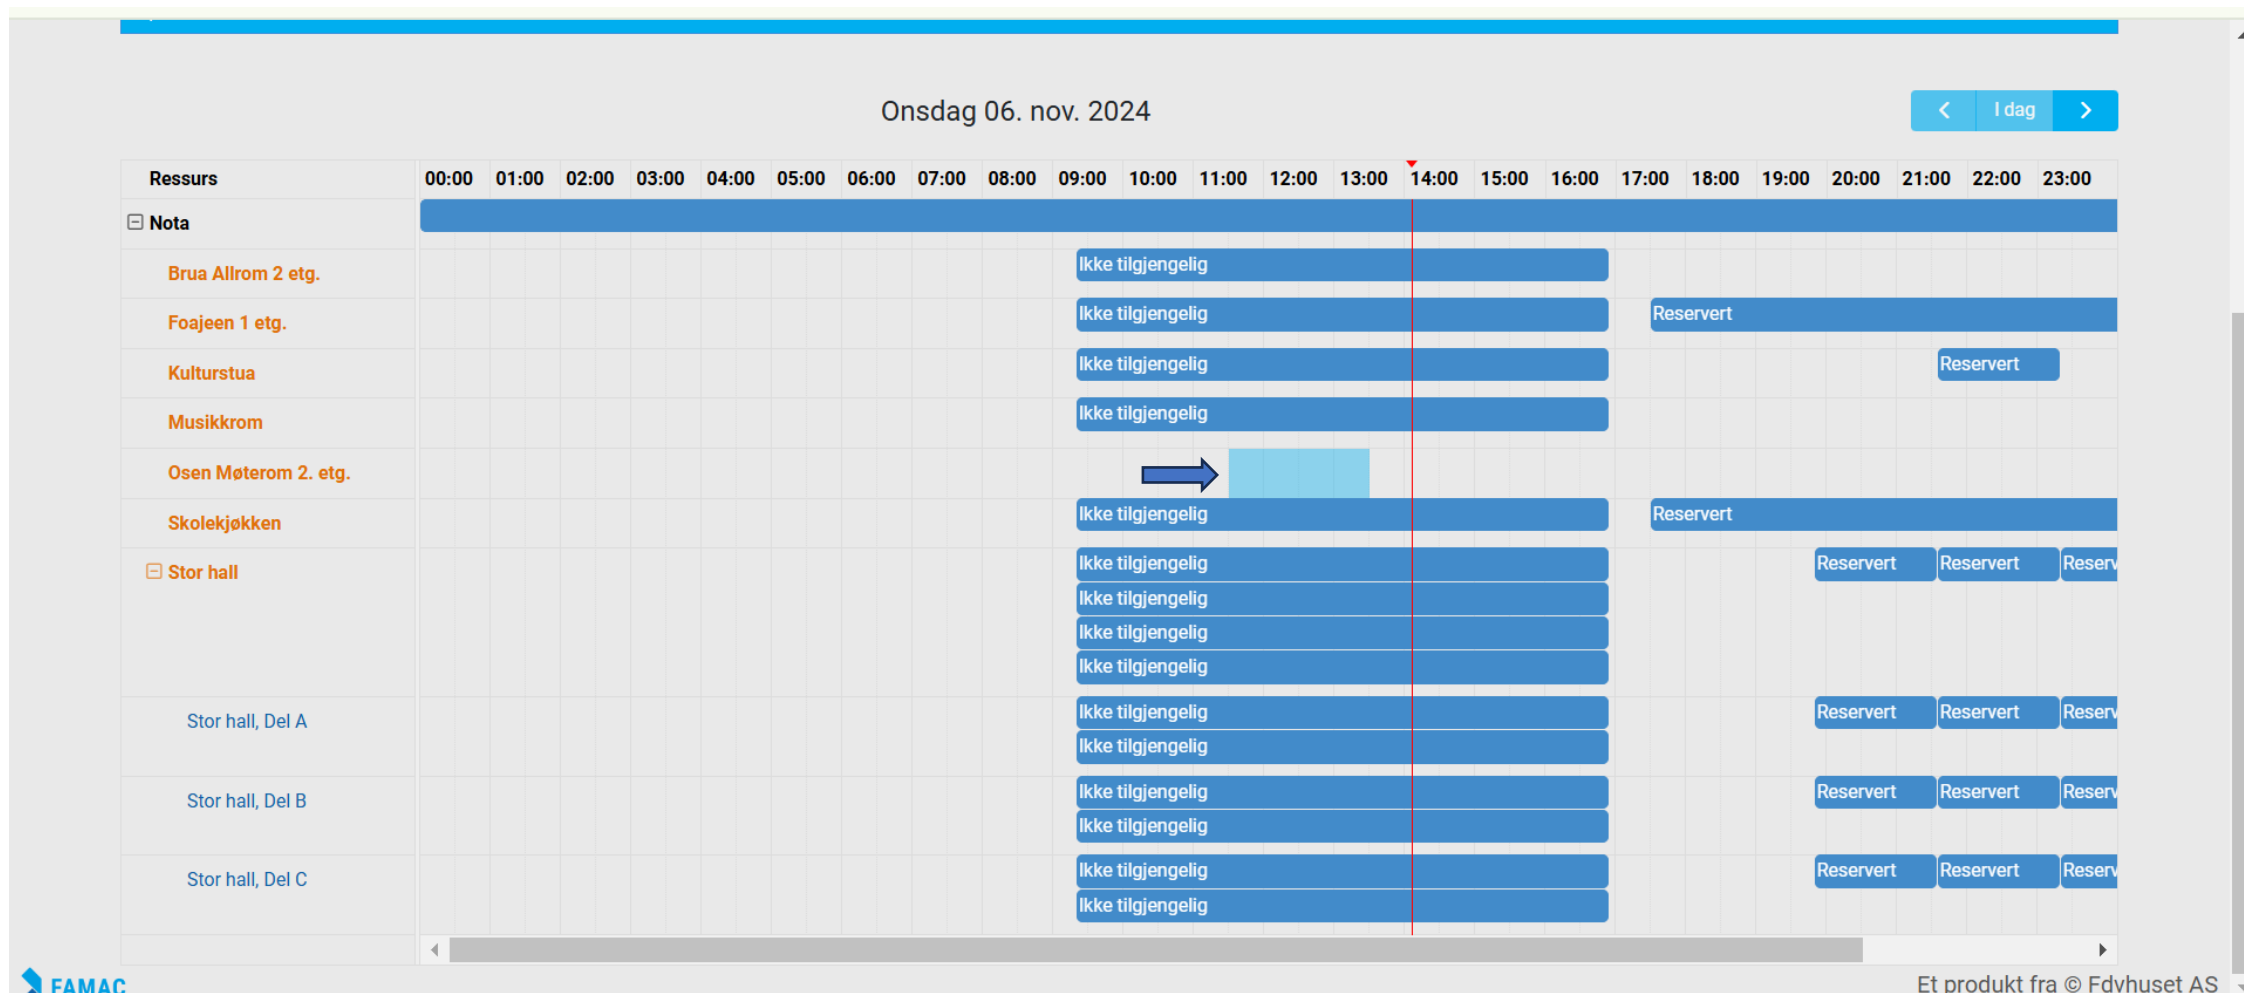 Onsdag 06. nov. 2024
I dag
Ressurs 00:00 01:00 02:00 03:00 04:00 05:00 06:00 07:00 08:00 09:00 10:00 11:00 12:00 13:00 14:00 15:00 16:00 17:00 18:00 19:00 20:00 21:00 22:00 23:00
Nota
Brua Allrom 2 etg. Ikke tilgjengelig
Foajeen 1 etg. Ikke tilgjengelig Reservert
Kulturstua Ikke tilgjengelig Reservert
Musikkrom Ikke tilgjengelig
Osen Møterom 2. etg.
Skolekjøkken Ikke tilgjengelig Reservert
Stor hall Ikke tilgjengelig Reservert Reservert Reserv
Ikke tilgjengelig
Ikke tilgjengelig
Ikke tilgjengelig
Stor hall, Del A Ikke tilgjengelig Reservert Reservert Reserv
Ikke tilgjengelig
Stor hall, Del B Ikke tilgjengelig Reservert Reservert Reserv
Ikke tilgjengelig
Stor hall, Del C Ikke tilgjengelig Reservert Reservert Reserv
Ikke tilgjengelig
FAMAC Et produkt fra © Fdvhuset AS